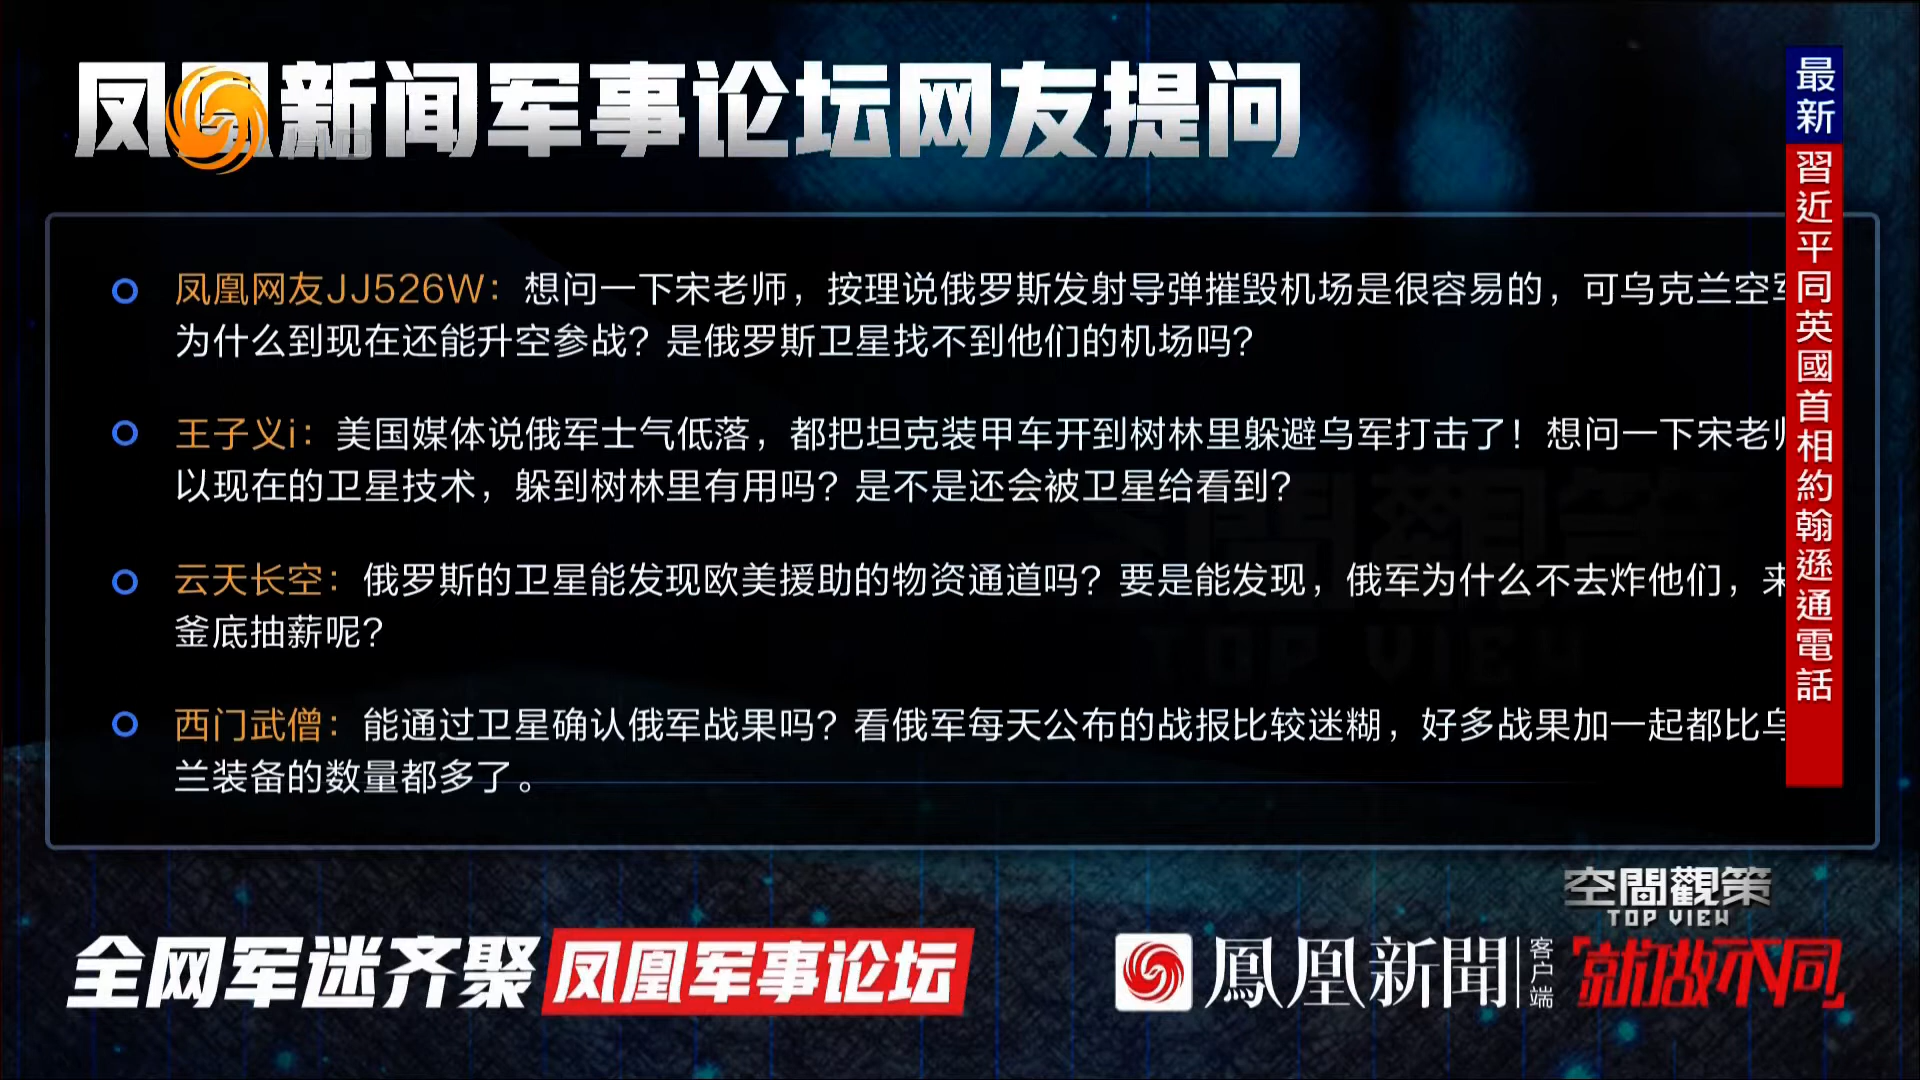 凤凰新闻军事论坛网友提问
凤凰网友JJ526W：想问一下宋老师，按理说俄罗斯发射导弹摧毁机场是很容易的，可乌克兰空
为什么到现在还能升空参战？是俄罗斯卫星找不到他们的机场吗？
王子义i：美国媒体说俄军士气低落，都把坦克装甲车开到树林里躲避乌军打击了！想问一下宋老
以现在的卫星技术，躲到树林里有用吗？是不是还会被卫星给看到？
云天长空：俄罗斯的卫星能发现欧美援助的物资通道吗？要是能发现，俄军为什么不去炸他们，来
釜底抽薪呢？
西门武僧：能通过卫星确认俄军战果吗？看俄军每天公布的战报比较迷糊，好多战果加一起都比乌
兰装备的数量都多了。
最新
習近平同英國首相約翰遜通電話
空間觀策
TOP VIEW
全网军迷齐聚凤凰军事论坛
鳳凰新聞
客户端
就做不同